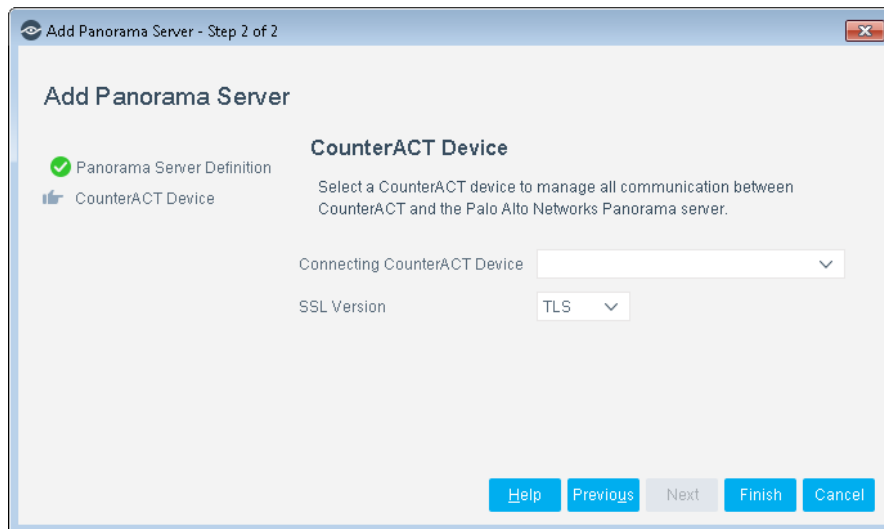 Add Panorama Server - Step 2 of 2
Add Panorama Server
Panorama Server Definition
CounterACT Device
CounterACT Device
Select a CounterACT device to manage all communication between
CounterACT and the Palo Alto Networks Panorama server.
Connecting CounterACT Device
SSL Version TLS
Help Previous Next Finish Cancel